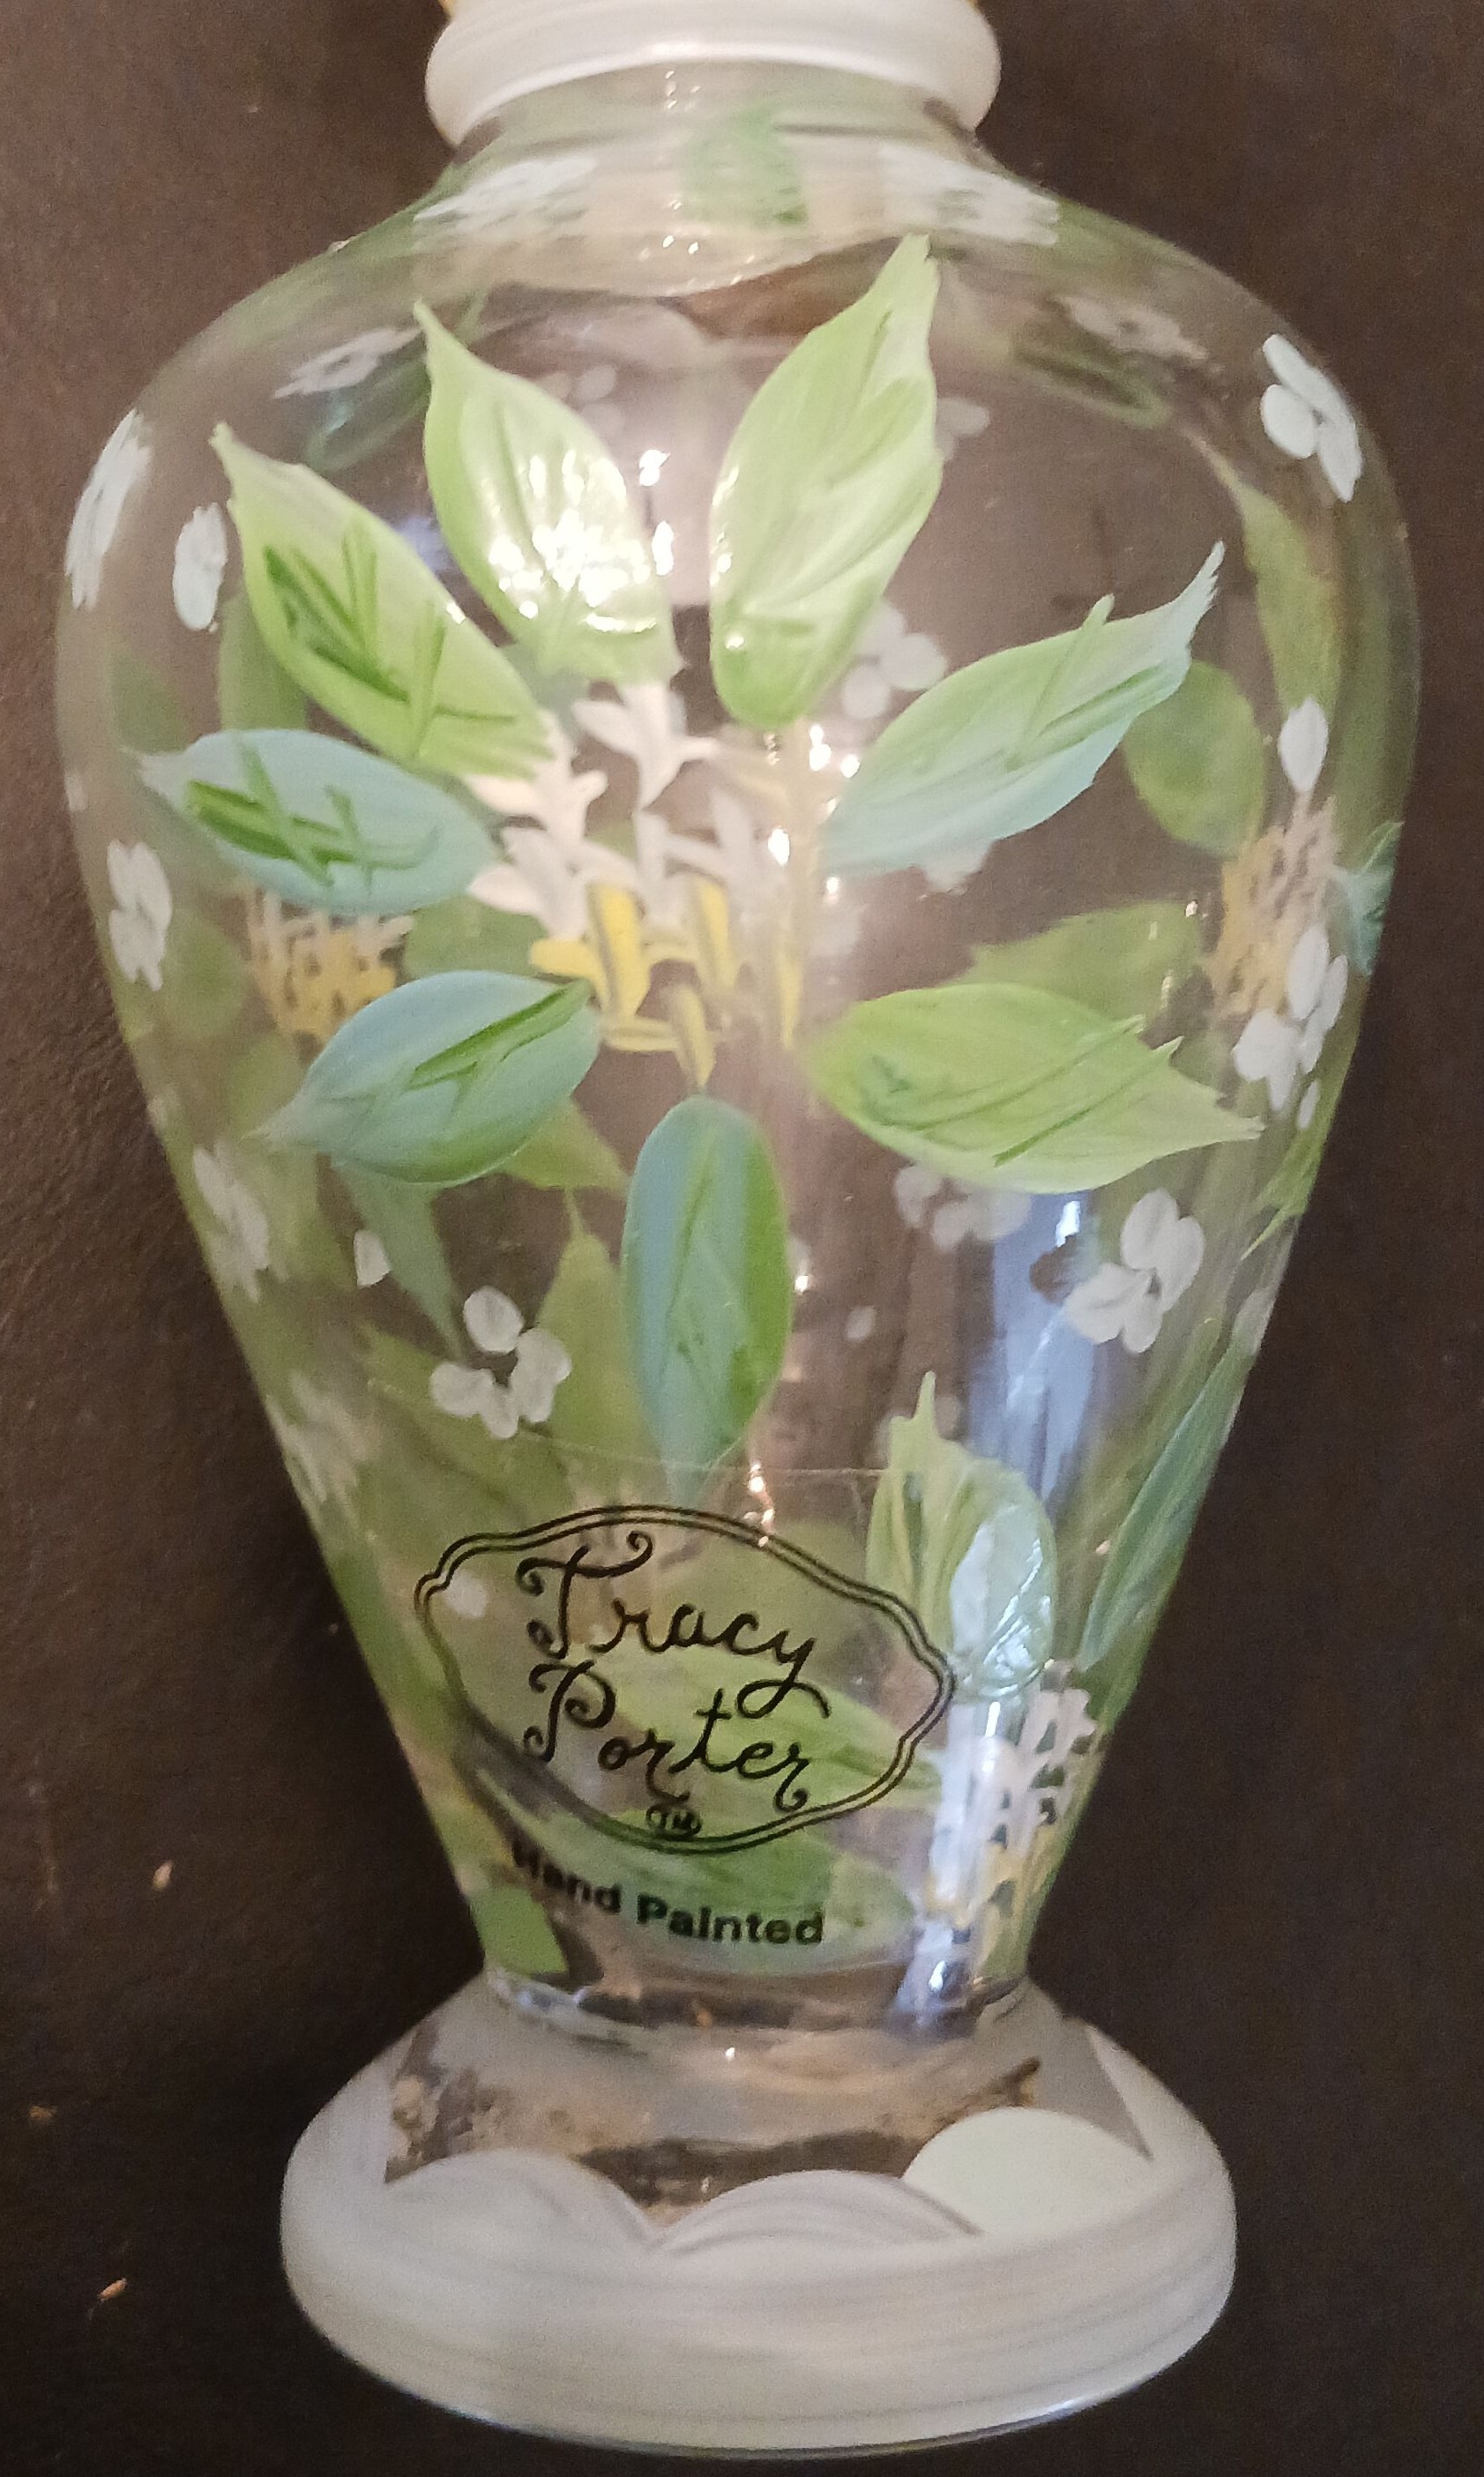 Tracy
Porter
TM
Hand Painted